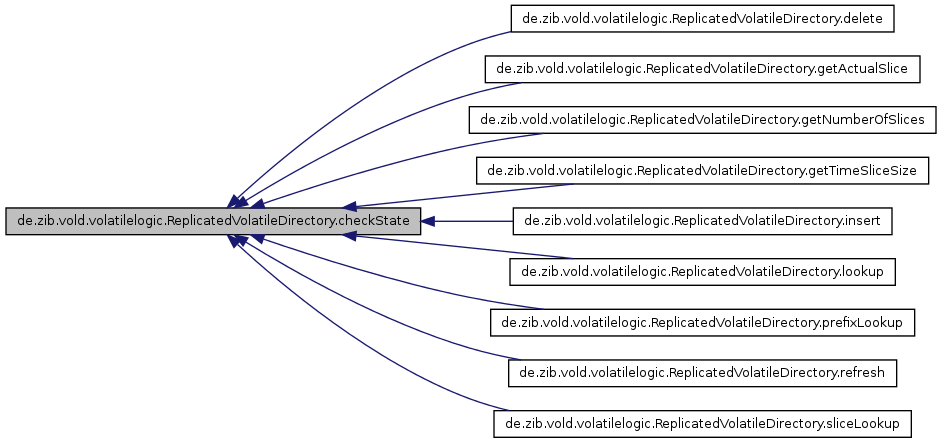 de.zib.vold.volatilelogic.ReplicatedVolatileDirectory.delete
de.zib.vold.volatilelogic.ReplicatedVolatileDirectory.getActualSlice
de.zib.vold.volatilelogic.ReplicatedVolatileDirectory.getNumberOfSlices
de.zib.vold.volatilelogic.ReplicatedVolatileDirectory.getTimeSliceSize
de.zib.vold.volatilelogic.ReplicatedVolatileDirectory.checkState
de.zib.vold.volatilelogic.ReplicatedVolatileDirectory.insert
de.zib.vold.volatilelogic.ReplicatedVolatileDirectory.lookup
de.zib.vold.volatilelogic.ReplicatedVolatileDirectory.prefixLookup
de.zib.vold.volatilelogic.ReplicatedVolatileDirectory.refresh
de.zib.vold.volatilelogic.ReplicatedVolatileDirectory.sliceLookup